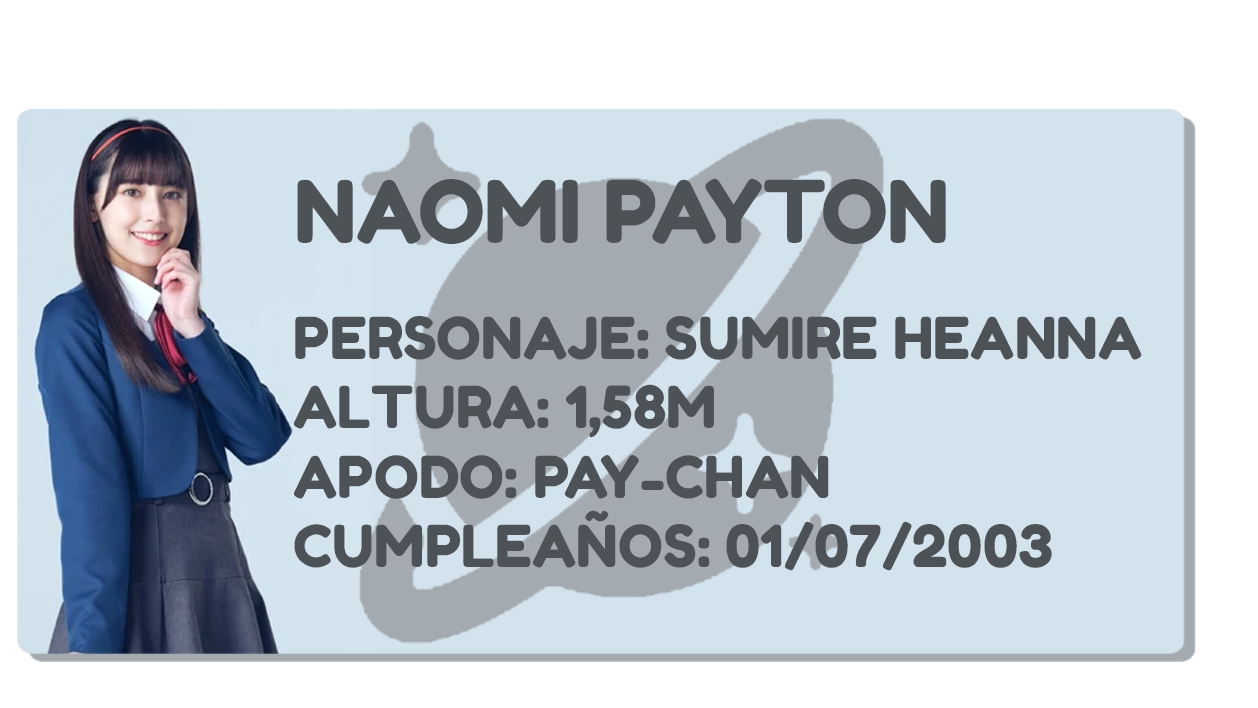 NAOMI PAYTON
PERSONAJE: SUMIRE HEANNA
ALTURA: 1,58M
APODO: PAY-CHAN
CUMPLEAÑOS: 01/07/2003